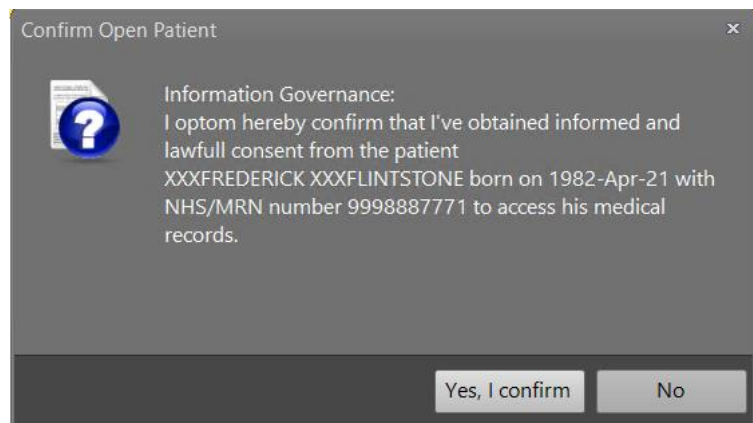 Confirm Open Patient
×
Information Governance:
I optom hereby confirm that I've obtained informed and
lawfull consent from the patient
XXXFREDERICK XXXFLINTSTONE born on 1982-Apr-21 with
NHS/MRN number 9998887771 to access his medical
records.
?
Yes, I confirm
No